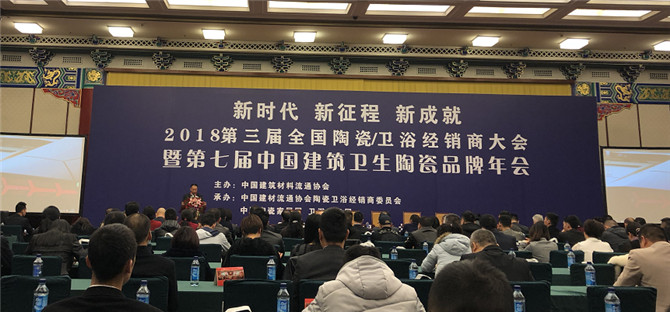 新时代 新征程 新成就
2018第三届全国陶瓷/卫浴经销商大会
暨第七届中国建筑卫生陶瓷品牌年会
主办：中国建筑材料流通协会
承办：中国建材流通协会陶瓷卫浴经销商委员会